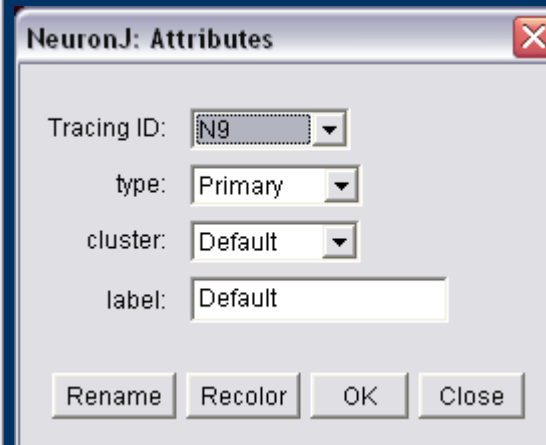 NeuronJ: Attributes
Tracing ID: N9
type: Primary
cluster: Default
label: Default
Rename Recolor OK Close